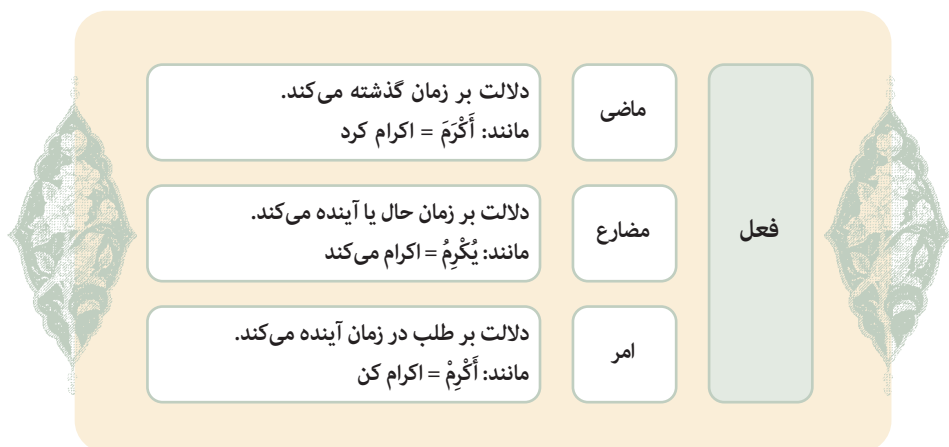 فعل
ماضی
دلالت بر زمان گذشته می‌کند.
مانند: أَكْرَمَ = اکرام کرد
مضارع
دلالت بر زمان حال یا آینده می‌کند.
مانند: يُكْرِمُ = اکرام می‌کند
امر
دلالت بر طلب در زمان آینده می‌کند.
مانند: أَكْرِمْ = اکرام کن